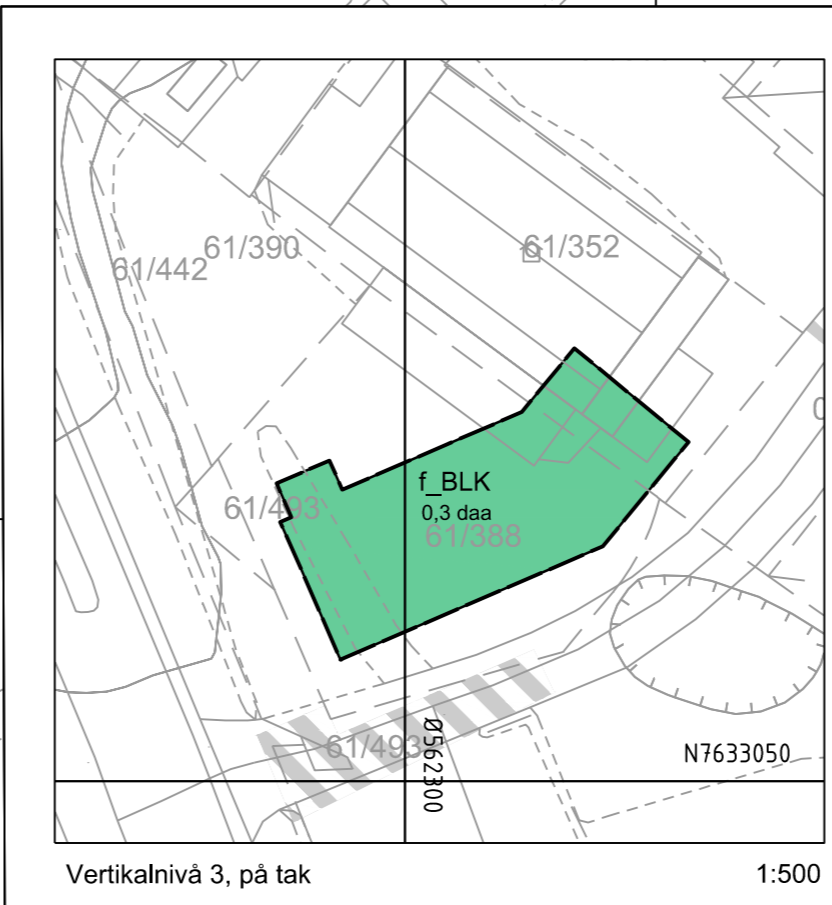 61/390
61/352
61/442
f_BLK
0,3 daa
61/493
61/388
61/493
Ø562300
N7633050
Vertikalnivå 3, på tak
1:500